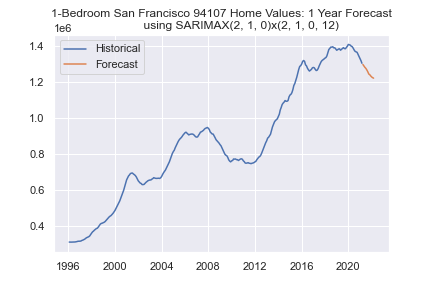 1-Bedroom San Francisco 94107 Home Values: 1 Year Forecast
using SARIMAX(2, 1, 0)x(2, 1, 0, 12)
1e6
Historical
Forecast
1.4
1.2
1.0
0.8
0.6
0.4
1996 2000 2004 2008 2012 2016 2020